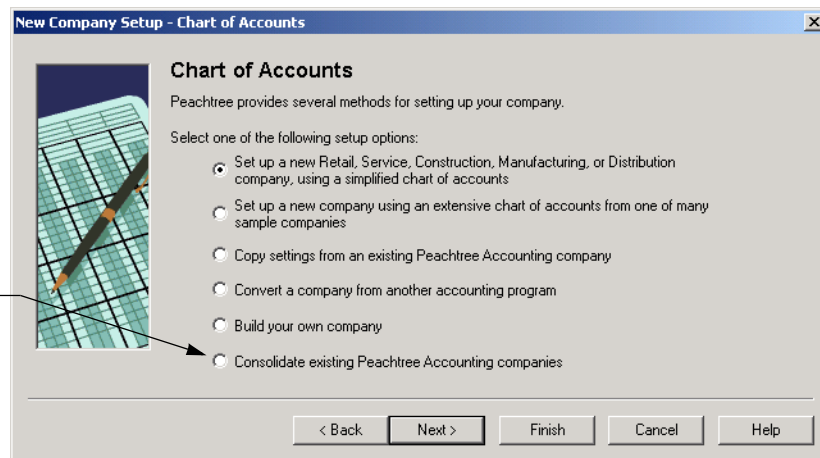 New Company Setup - Chart of Accounts
Chart of Accounts
Peachtree provides several methods for setting up your company.
Select one of the following setup options:
Set up a new Retail, Service, Construction, Manufacturing, or Distribution
company, using a simplified chart of accounts
Set up a new company using an extensive chart of accounts from one of many
sample companies
Copy settings from an existing Peachtree Accounting company
Convert a company from another accounting program
Build your own company
Consolidate existing Peachtree Accounting companies
< Back Next > Finish Cancel Help